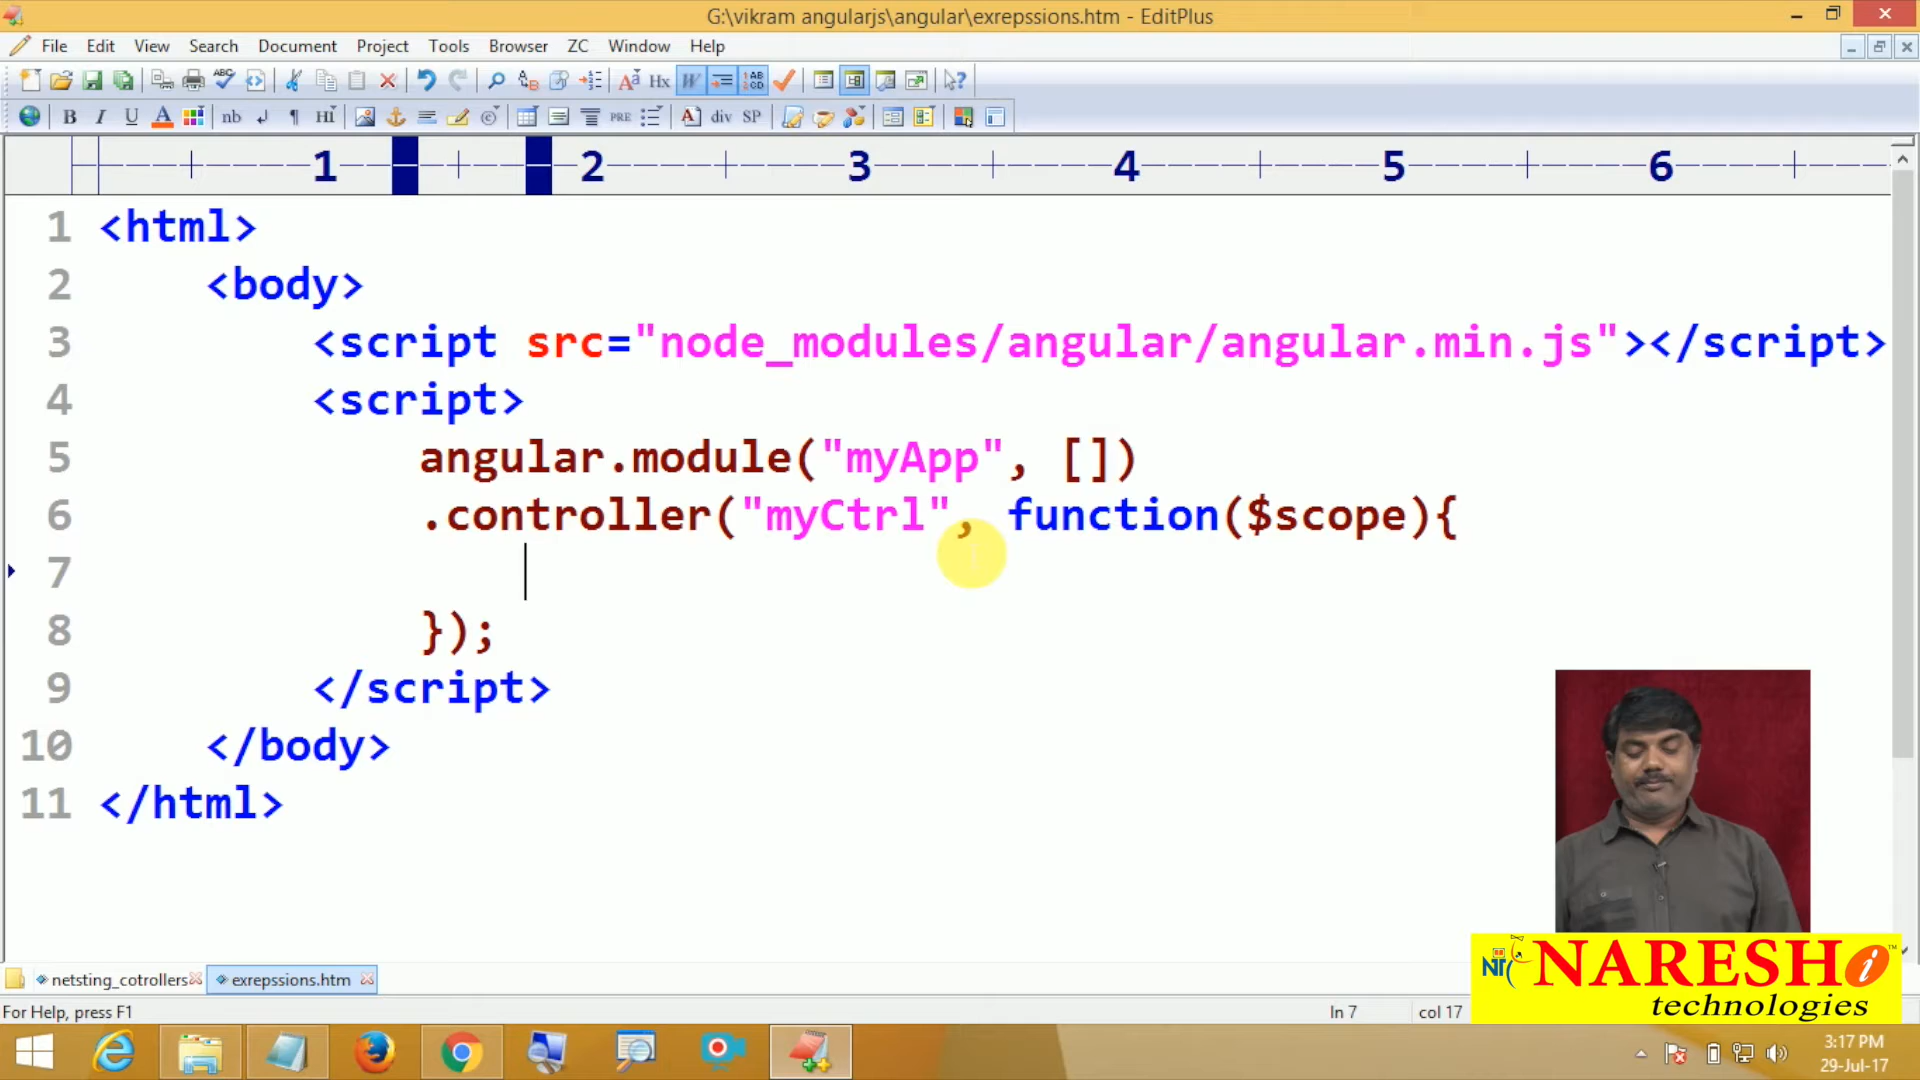 G:\vikram angularjs\angular\exrepssions.htm - EditPlus
File Edit View Search Document Project Tools Browser ZC Window Help
1 2 3 4 5 6
1 <html>
2 <body>
3 <script src="node_modules/angular/angular.min.js"></script>
4 <script>
5 angular.module("myApp", [])
6 .controller("myCtrl", function($scope){
7
8 });
9 </script>
10 </body>
11 </html>
netsting_cotrollers exrepssions.htm
NARESH i
technologies
For Help, press F1 ln 7 col 17
3:17 PM
29-Jul-17